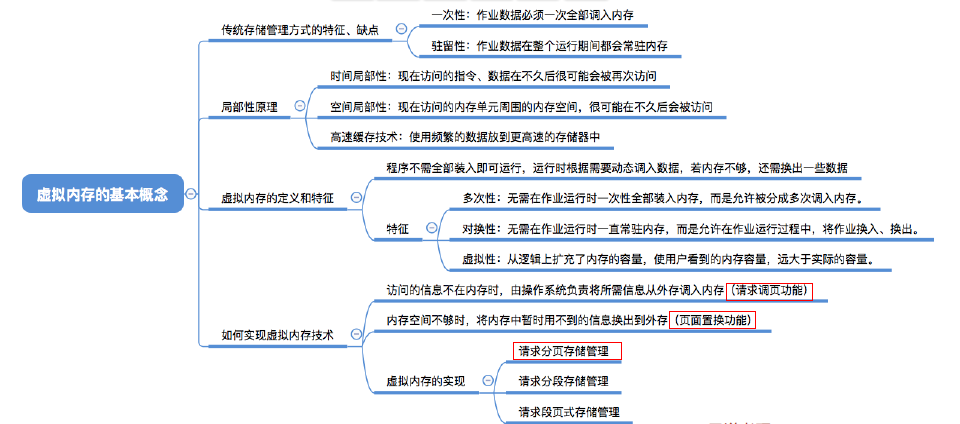 虚拟内存的基本概念
传统存储管理方式的特征、缺点
一次性：作业数据必须一次全部调入内存
驻留性：作业数据在整个运行期间都会常驻内存
局部性原理
时间局部性：现在访问的指令、数据在不久后很可能会被再次访问
空间局部性：现在访问的内存单元周围的内存空间，很可能在不久后会被访问
高速缓存技术：使用频繁的数据放到更高速的存储器中
虚拟内存的定义和特征
程序不需全部装入即可运行，运行时根据需要动态调入数据，若内存不够，还需换出一些数据
特征
多次性：无需在作业运行时一次性全部装入内存，而是允许被分成多次调入内存。
对换性：无需在作业运行时一直常驻内存，而是允许在作业运行过程中，将作业换入、换出。
虚拟性：从逻辑上扩充了内存的容量，使用户看到的内存容量，远大于实际的容量。
如何实现虚拟内存技术
访问的信息不在内存时，由操作系统负责将所需信息从外存调入内存（请求调页功能）
内存空间不够时，将内存中暂时用不到的信息换出到外存（页面置换功能）
虚拟内存的实现
请求分页存储管理
请求分段存储管理
请求段页式存储管理